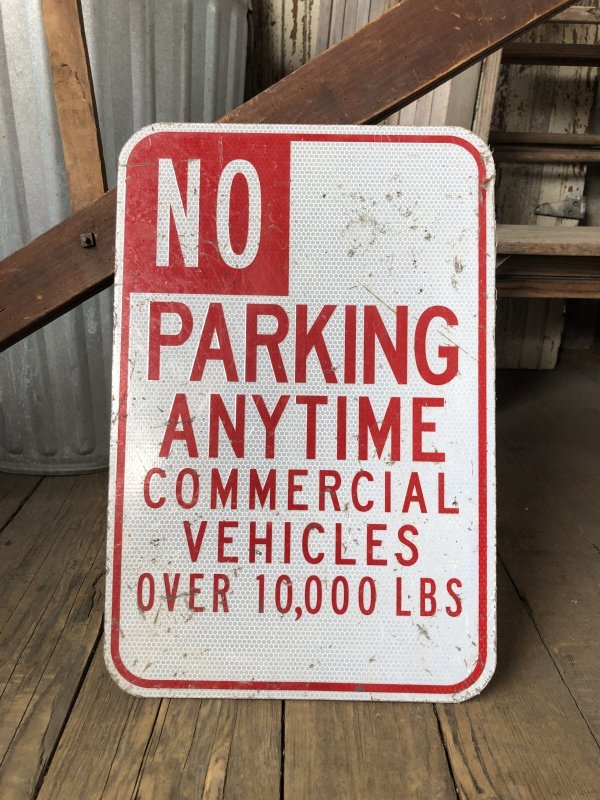 NO
PARKING
ANYTIME
COMMERCIAL
VEHICLES
OVER 10,000 LBS